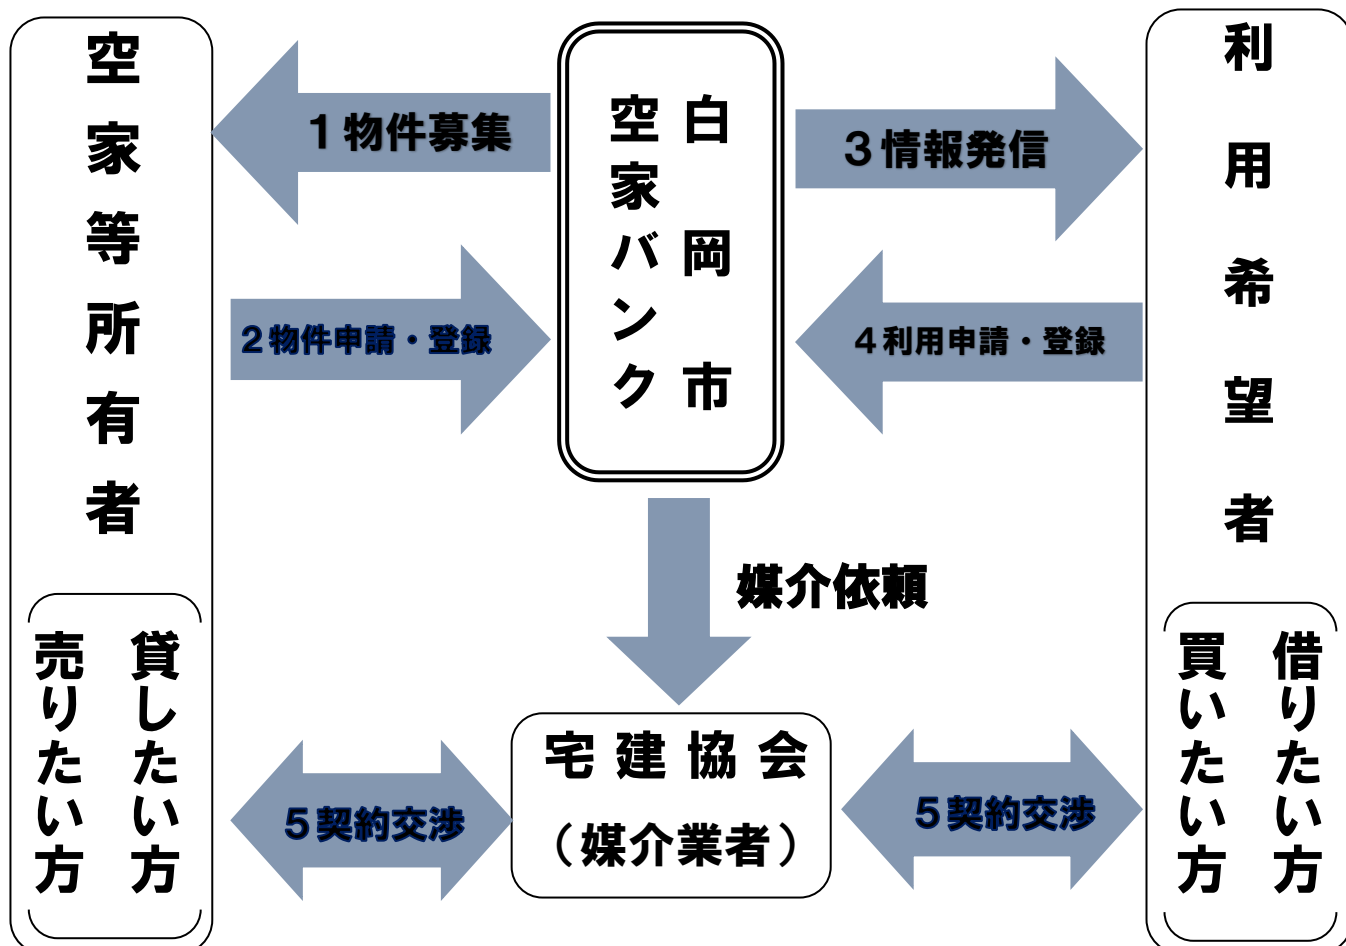 空家等所有者
貸したい方
売りたい方
1物件募集
2物件申請・登録
白岡市
空家バンク
3情報発信
4利用申請・登録
利用希望者
借りたい方
買いたい方
媒介依頼
宅建協会
（媒介業者）
5契約交渉
5契約交渉